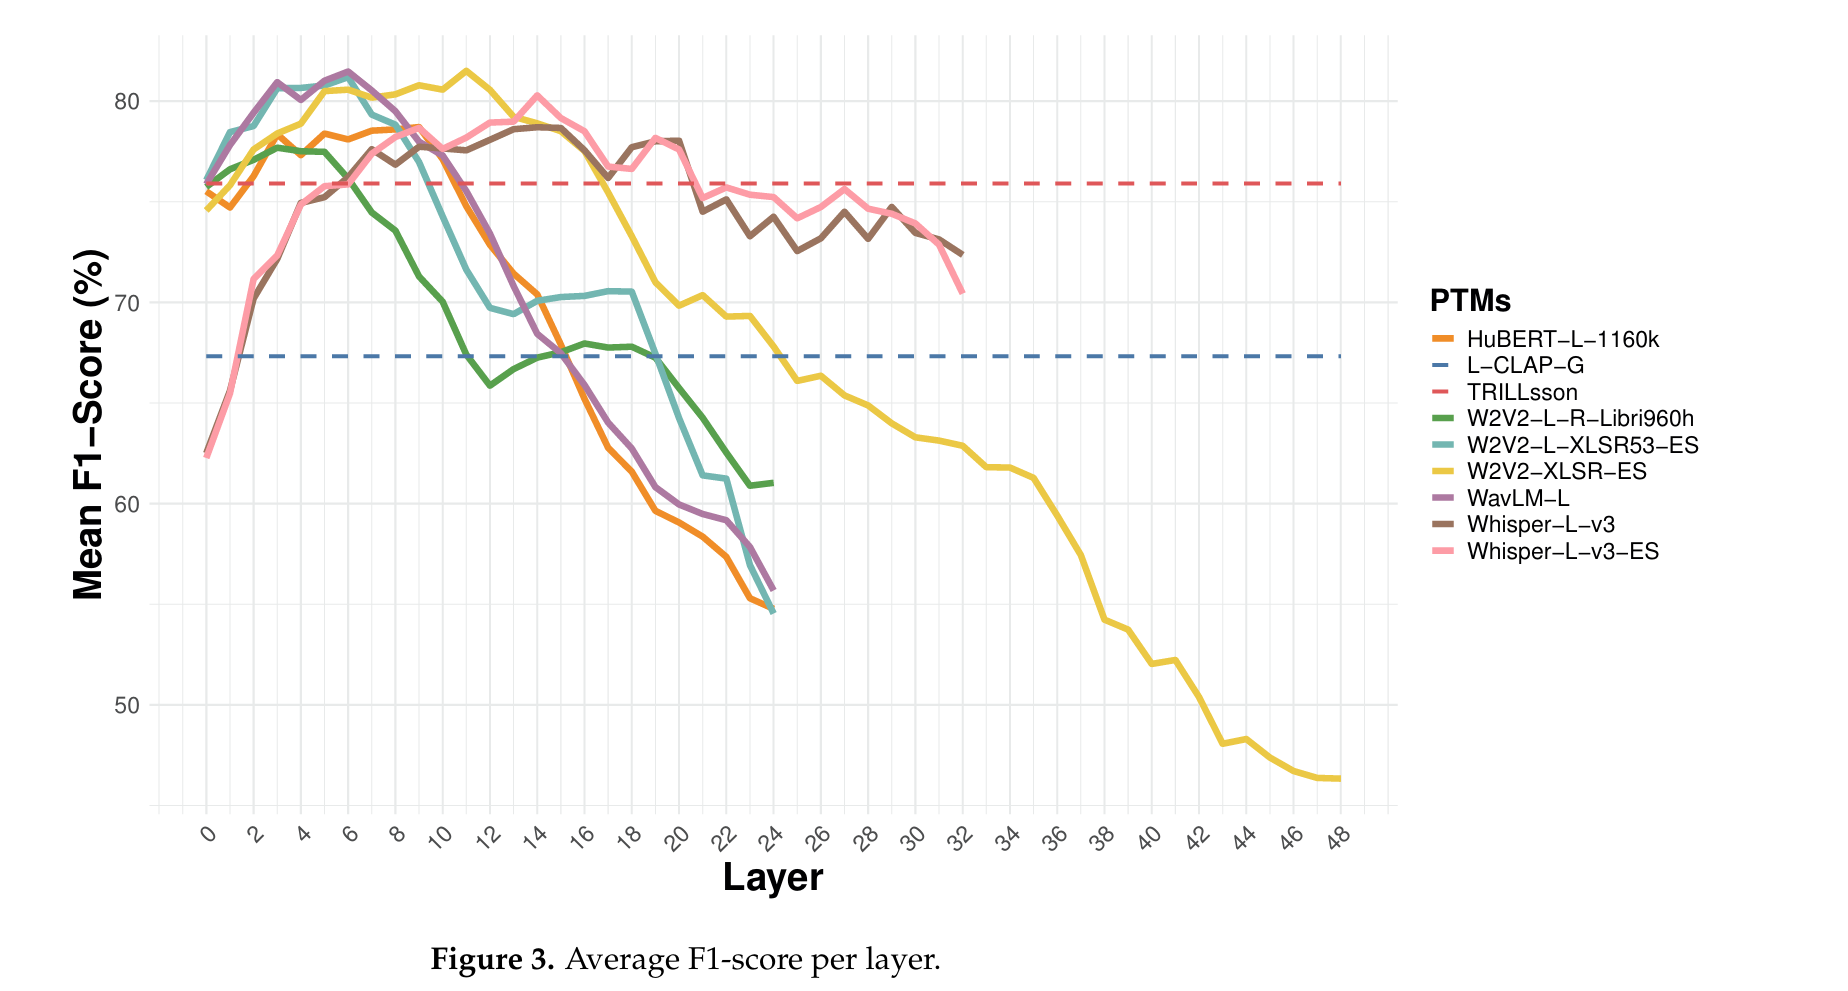 80
70
60
50
Mean F1−Score (%)
0 2 4 6 8 10 12 14 16 18 20 22 24 26 28 30 32 34 36 38 40 42 44 46 48
Layer
PTMs
HuBERT−L−1160k
L−CLAP−G
TRILLsson
W2V2−L−R−Libri960h
W2V2−L−XLSR53−ES
W2V2−XLSR−ES
WavLM−L
Whisper−L−v3
Whisper−L−v3−ES
Figure 3. Average F1-score per layer.